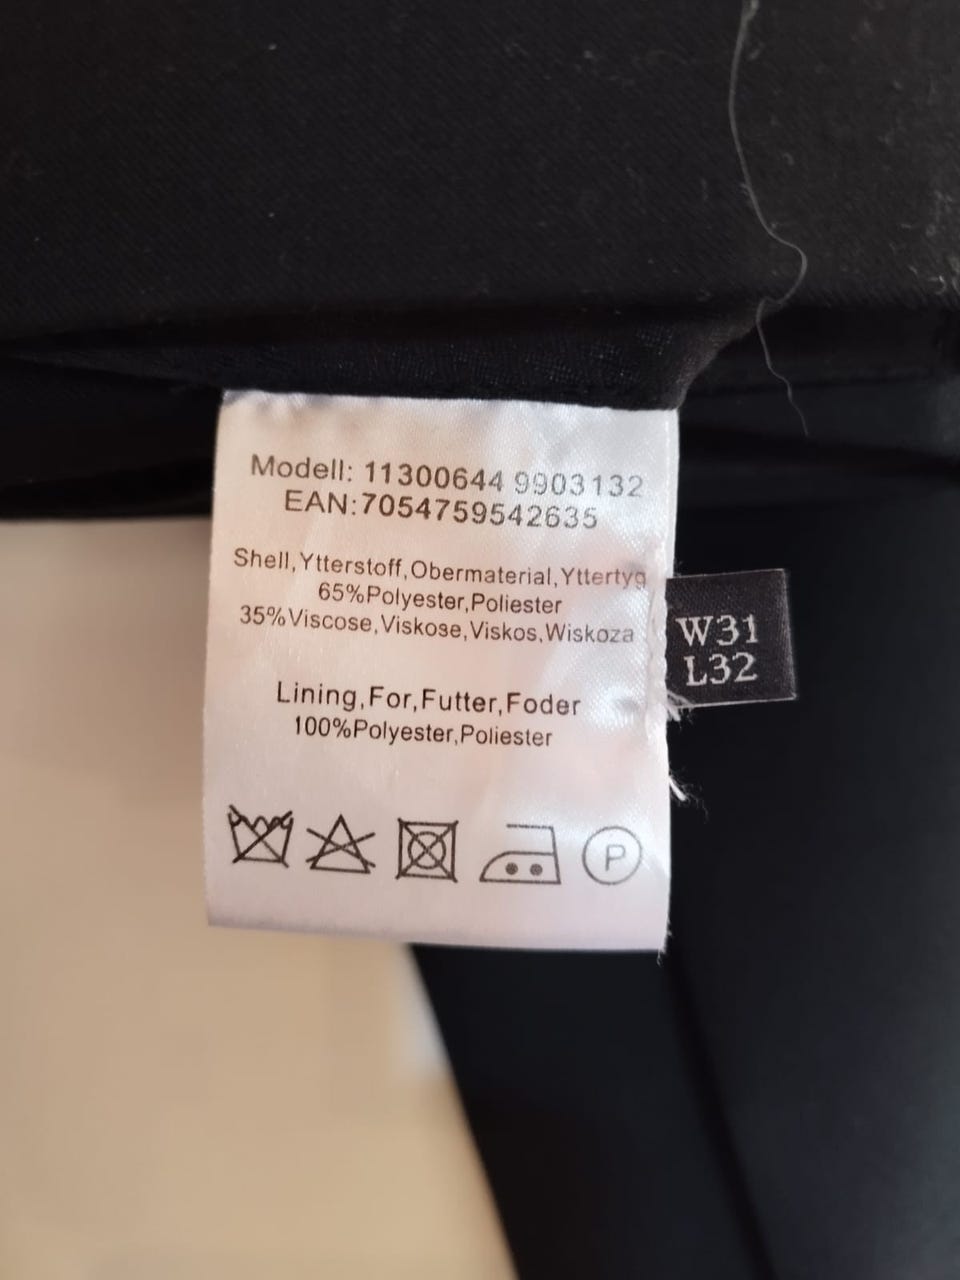 Modell: 11300644 9903132
EAN:7054759542635
Shell,Ytterstoff,Obermaterial,Yttertyg
65%Polyester,Poliester
35%Viscose,Viskose,Viskos,Wiskoza
Lining,For,Futter,Foder
100%Polyester,Poliester
P
W31
L32